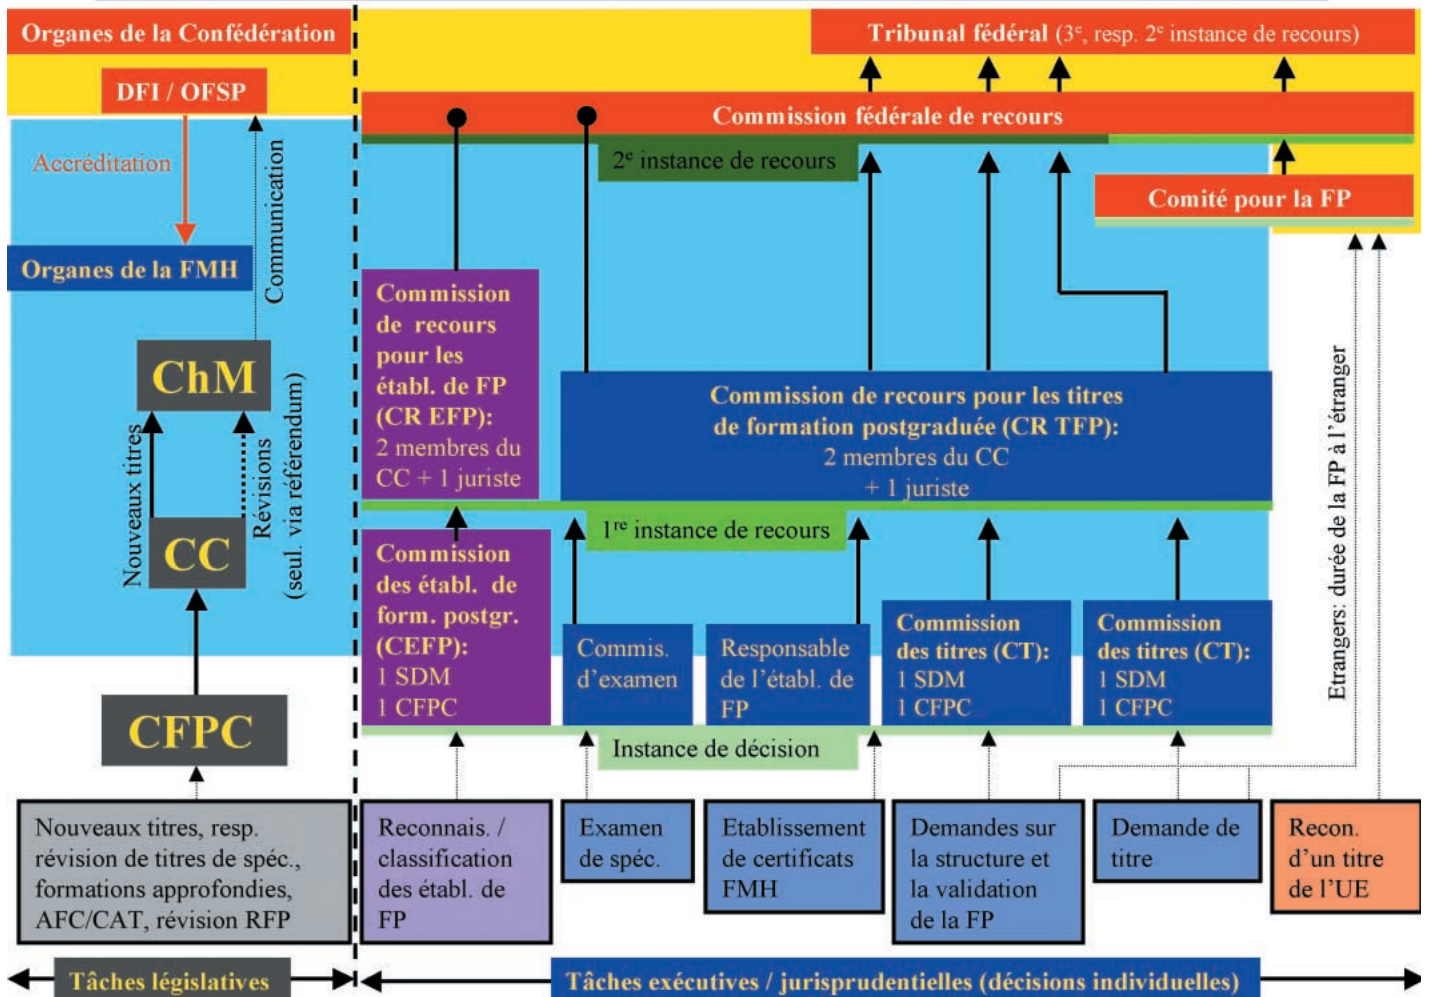 Organes de la Confédération
DFI / OFSP
Accréditation
Communication
Organes de la FMH
ChM
Nouveaux titres
Révisions
(seul. via référendum)
CC
CFPC
Nouveaux titres, resp.
révision de titres de spéc.,
formations approfondies,
AFC/CAT, révision RFP
Tâches législatives
Tribunal fédéral (3e, resp. 2e instance de recours)
Commission fédérale de recours
2e instance de recours
Comité pour la FP
Commission
de recours
pour les
établ. de FP
(CR EFP):
2 membres du
CC + 1 juriste
Commission de recours pour les titres
de formation postgraduée (CR TFP):
2 membres du CC
+ 1 juriste
1re instance de recours
Commission
des établ. de
form. postgr.
(CEFP):
1 SDM
1 CFPC
Commis.
d'examen
Responsable
de l'établ. de
FP
Commission
des titres (CT):
1 SDM
1 CFPC
Commission
des titres (CT):
1 SDM
1 CFPC
Etrangers: durée de la FP à l'étranger
Instance de décision
Reconnais. /
classification
des établ. de
FP
Examen
de spéc.
Etablissement
de certificats
FMH
Demandes sur
la structure et
la validation
de la FP
Demande de
titre
Recon.
d'un titre
de l'UE
Tâches exécutives / jurisprudentielles (décisions individuelles)